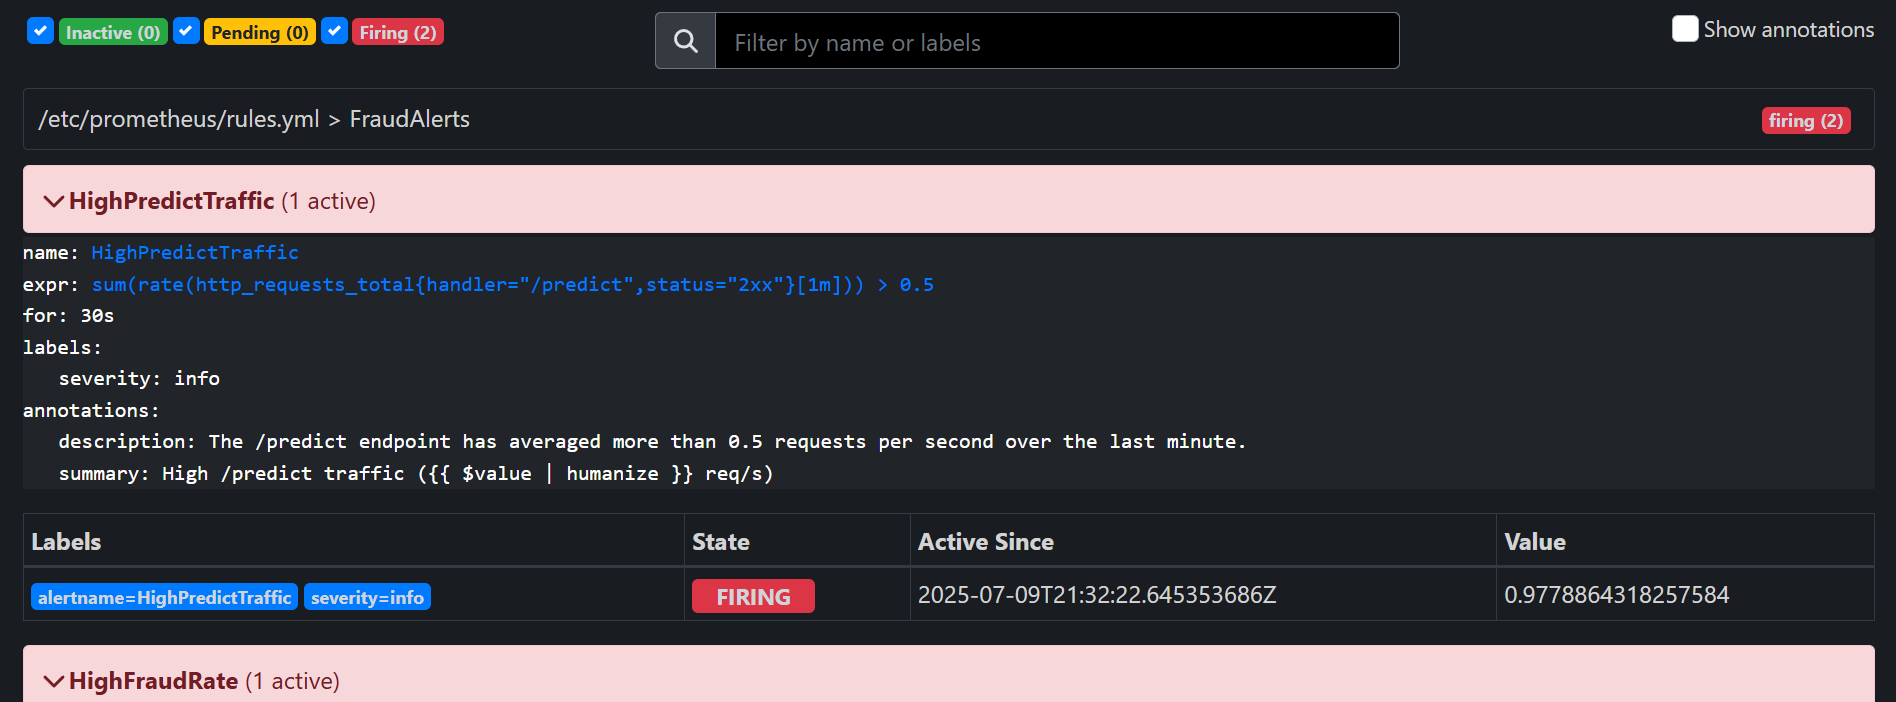 Inactive (0) Pending (0) Firing (2)
Filter by name or labels
Show annotations
/etc/prometheus/rules.yml > FraudAlerts
firing (2)
HighPredictTraffic (1 active)
name: HighPredictTraffic
expr: sum(rate(http_requests_total{handler="/predict",status="2xx"}[1m])) > 0.5
for: 30s
labels:
severity: info
annotations:
description: The /predict endpoint has averaged more than 0.5 requests per second over the last minute.
summary: High /predict traffic ({{ $value | humanize }} req/s)
Labels State Active Since Value
alertname=HighPredictTraffic severity=info FIRING 2025-07-09T21:32:22.645353686Z 0.9778864318257584
HighFraudRate (1 active)